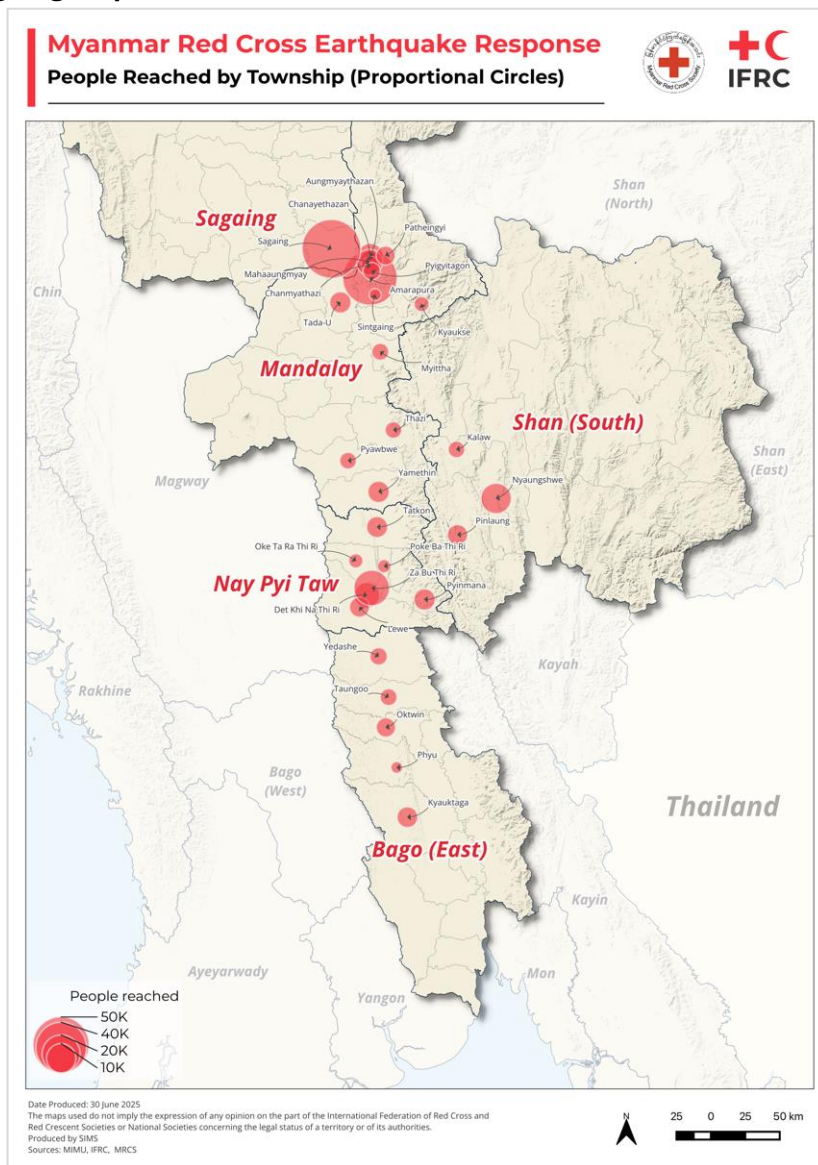 Myanmar Red Cross Earthquake Response
People Reached by Township (Proportional Circles)
IFRC
Aungmyaythazan
Chanayethazan
Shan
(North)
Sagaing
Patheingyi
Sagaing
Mahaaungmyay
Pyigyitagon
Chin
Chanmyathazi
Amarapura
Tada-U
Sintgaing
Kyaukse
Mandalay
Myittha
Shan (South)
Thazi
Kalaw
Shan
(East)
Pyawbwe
Magway
Nyaungshwe
Yamethin
Tatkon
Pinlaung
Oke Ta Ra Thi Ri
Poke Ba Thi Ri
Nay Pyi Taw
Za Bu Thi Ri
Pyinmana
Det Khi Na Thi Ri
Lewe
Yedashe
Kayah
Rakhine
Taungoo
Oktwin
Bago
(West)
Phyu
Kyauktaga
Thailand
Bago (East)
Kayin
Ayeyarwady
Mon
Yangon
People reached
50K
40K
20K
10K
Date Produced: 30 June 2025
The maps used do not imply the expression of any opinion on the part of the International Federation of Red Cross and
Red Crescent Societies or National Societies concerning the legal status of a territory or of its authorities.
Produced by SIMS
Sources: MIMU, IFRC, MRCS
N
25 0 25 50 km